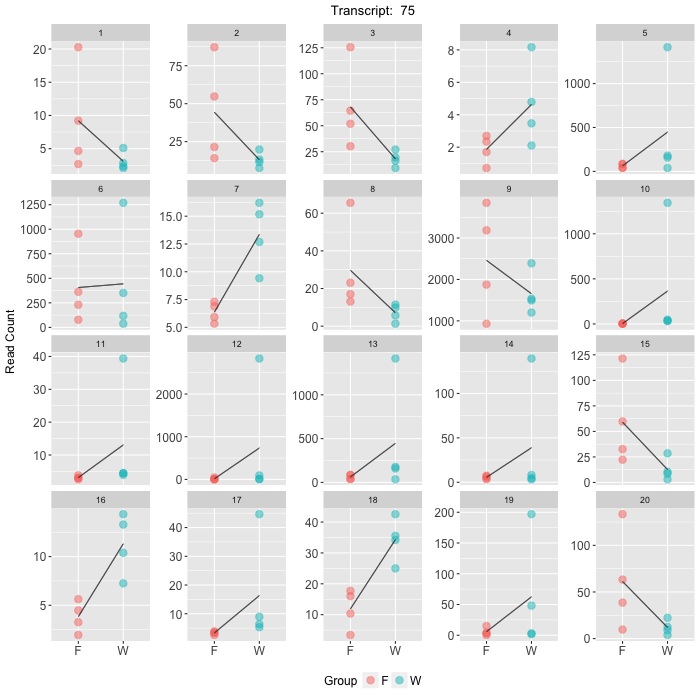 Transcript: 75
1 2 3 4 5
20 15 10 5
75 50 25
125 100 75 50 25
8 6 4 2
1000 500 0
6 7 8 9 10
1250 1000 750 500 250 0
15.0 12.5 10.0 7.5 5.0
60 40 20 0
3000 2000 1000
1000 500 0
Read Count
11 12 13 14 15
40 30 20 10
2000 1000 0
1000 500 0
100 50 0
125 100 75 50 25 0
16 17 18 19 20
10 5
40 30 20 10
40 30 20 10
200 150 100 50 0
100 50 0
F W F W F W F W F W
Group F W